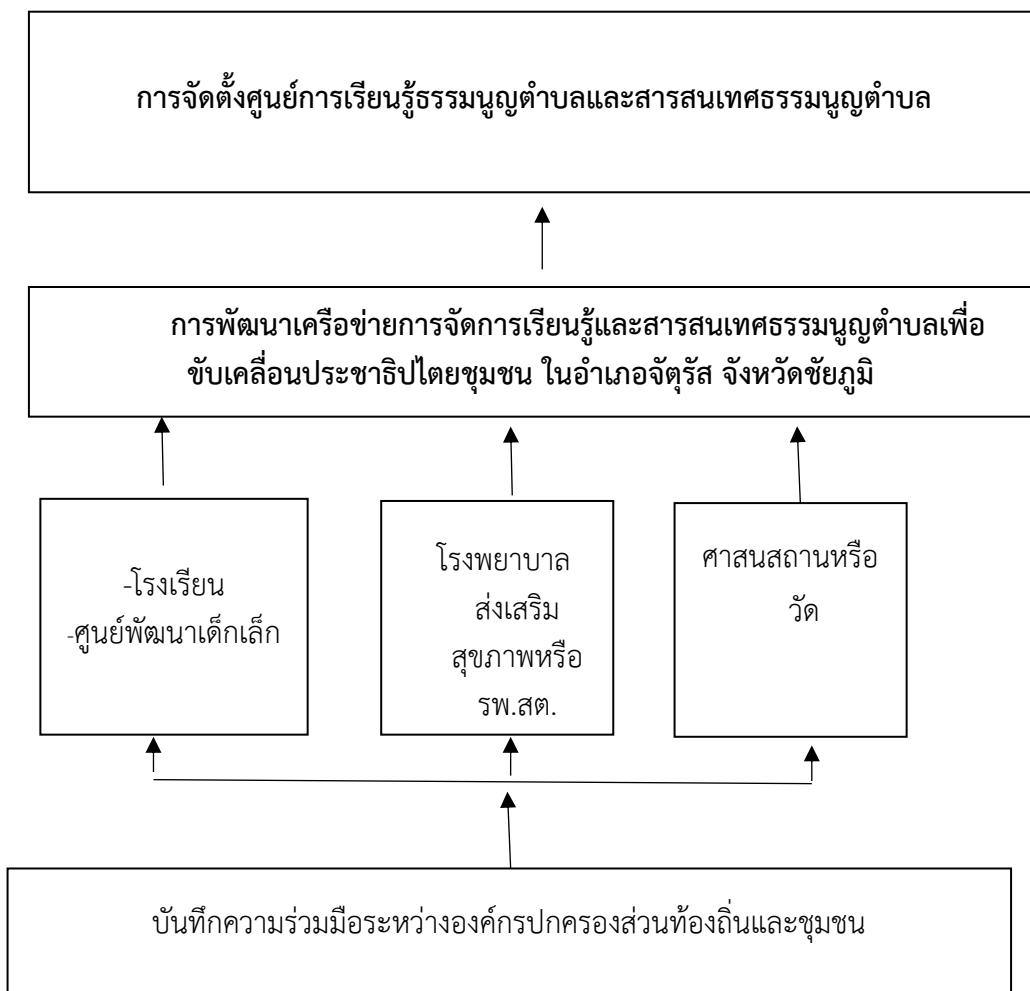 การจัดตั้งศูนย์การเรียนรู้ธรรมนูญตำบลและสารสนเทศธรรมนูญตำบล
การพัฒนาเครือข่ายการจัดการเรียนรู้และสารสนเทศธรรมนูญตำบลเพื่อ
ขับเคลื่อนประชาธิปไตยชุมชน ในอำเภอจัตุรัส จังหวัดชัยภูมิ
-โรงเรียน
-ศูนย์พัฒนาเด็กเล็ก
โรงพยาบาล
ส่งเสริม
สุขภาพหรือ
รพ.สต.
ศาสนสถานหรือ
วัด
บันทึกความร่วมมือระหว่างองค์กรปกครองส่วนท้องถิ่นและชุมชน